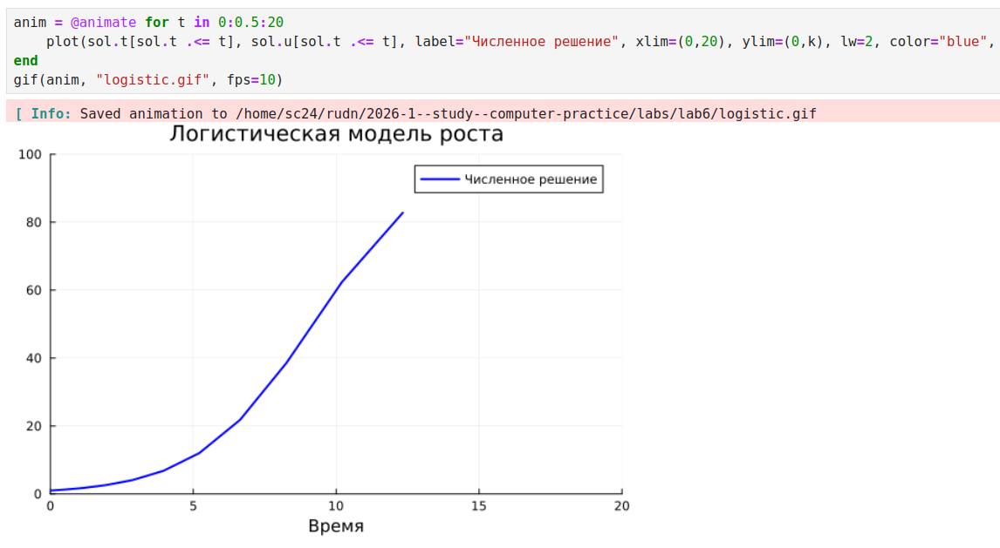 anim = @animate for t in 0:0.5:20
    plot(sol.t[sol.t .<= t], sol.u[sol.t .<= t], label="Численное решение", xlim=(0,20), ylim=(0,k), lw=2, color="blue",
end
gif(anim, "logistic.gif", fps=10)
[ Info: Saved animation to /home/sc24/rudn/2026-1--study--computer-practice/labs/lab6/logistic.gif
Логистическая модель роста
100
Численное решение
80
60
40
20
0
0 5 10 15 20
Время